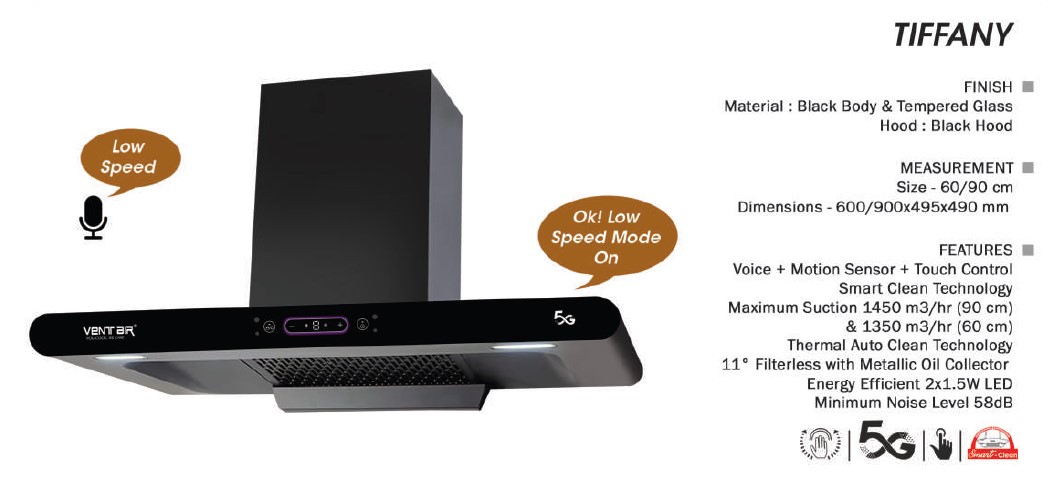 TIFFANY
FINISH
Material : Black Body & Tempered Glass
Hood : Black Hood
MEASUREMENT
Size - 60/90 cm
Dimensions - 600/900x495x490 mm
FEATURES
Voice + Motion Sensor + Touch Control
Smart Clean Technology
Maximum Suction 1450 m3/hr (90 cm)
& 1350 m3/hr (60 cm)
Thermal Auto Clean Technology
11° Filterless with Metallic Oil Collector
Energy Efficient 2x1.5W LED
Minimum Noise Level 58dB
5G
Smart-Clean
Low
Speed
Ok! Low
Speed Mode
On
VENTAIR®
- 8 +
5G